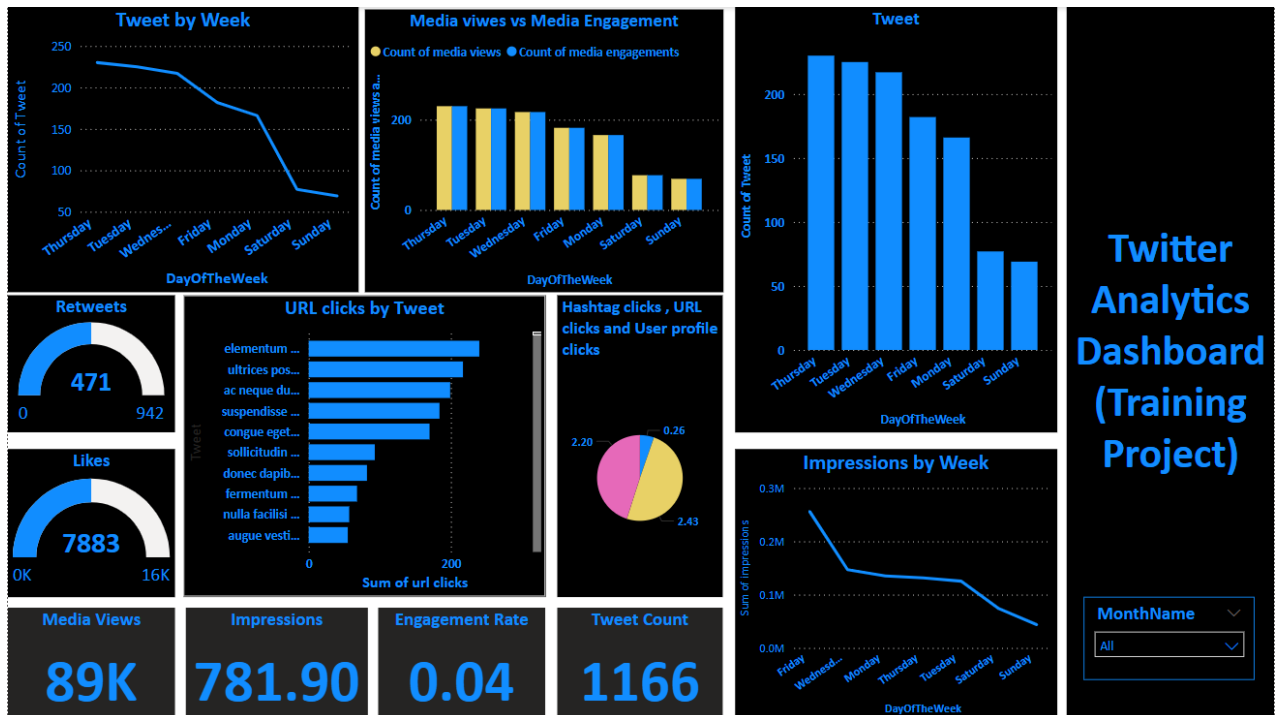 Tweet by Week
Count of Tweet
250
200
150
100
50
Thursday
Tuesday
Wednes...
Friday
Monday
Saturday
Sunday
DayOfTheWeek
Media viwes vs Media Engagement
Count of media views
Count of media engagements
Count of media views a...
200
0
Thursday
Tuesday
Wednesday
Friday
Monday
Saturday
Sunday
DayOfTheWeek
Tweet
Count of Tweet
200
150
100
50
0
Thursday
Tuesday
Wednesday
Friday
Monday
Saturday
Sunday
DayOfTheWeek
Twitter
Analytics
Dashboard
(Training
Project)
Retweets
471
0
942
URL clicks by Tweet
Tweet
elementum ...
ultrices pos...
ac neque du...
suspendisse ...
congue eget...
sollicitudin ...
donec dapib...
fermentum ...
nulla facilisi ...
augue vesti...
0
200
Sum of url clicks
Hashtag clicks , URL
clicks and User profile
clicks
0.26
2.20
2.43
Likes
7883
0K
16K
Impressions by Week
Sum of impressions
0.3M
0.2M
0.1M
0.0M
Friday
Wednesd...
Monday
Thursday
Tuesday
Saturday
Sunday
DayOfTheWeek
MonthName
All
Media Views
89K
Impressions
781.90
Engagement Rate
0.04
Tweet Count
1166